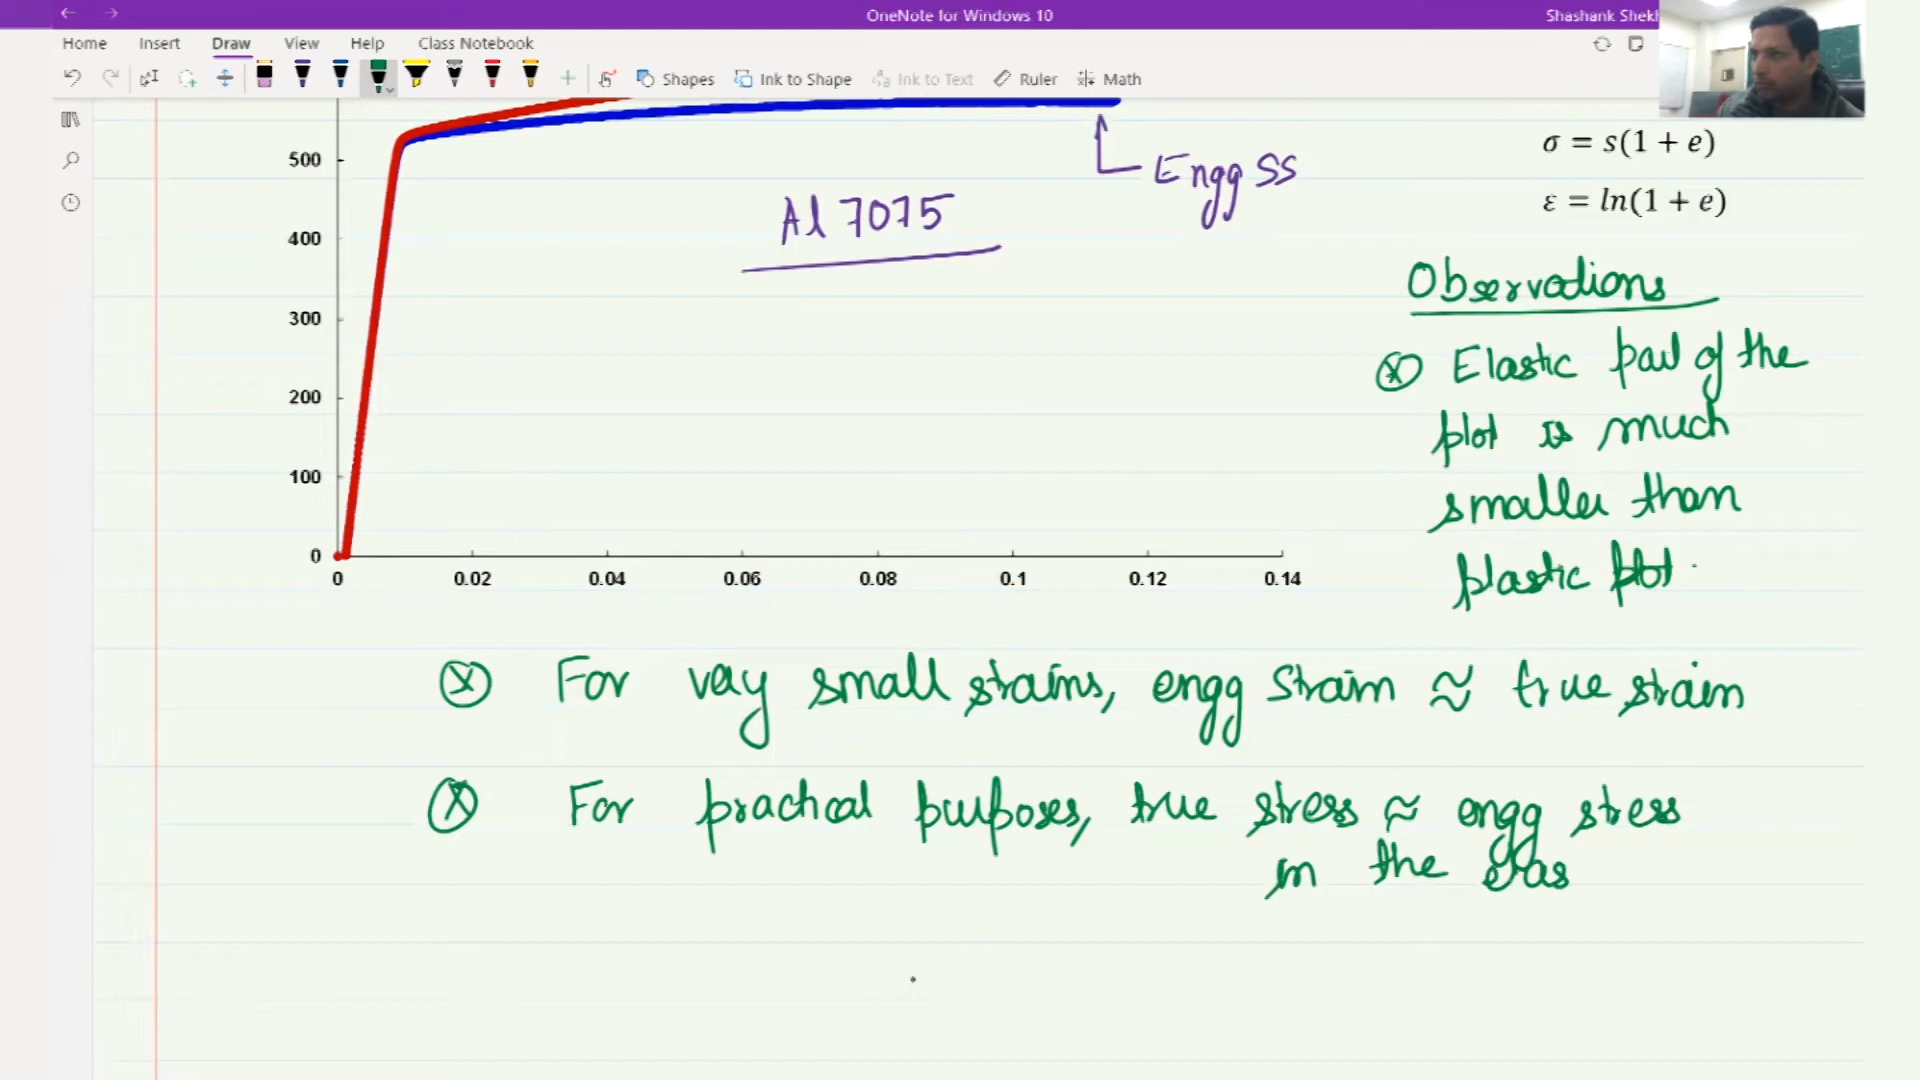 OneNote for Windows 10
Shashank Shekh
Home Insert Draw View Help Class Notebook
Shapes Ink to Shape Ink to Text Ruler Math
σ = s(1 + e)
ε = ln(1 + e)
500
400
300
200
100
0
0 0.02 0.04 0.06 0.08 0.1 0.12 0.14
Engg SS
Al 7075
Observations
Elastic part of the
plot is much
smaller than
plastic plot.
For very small strains, engg strain ≈ true strain
For practical purposes, true stress ≈ engg stress
in the elas